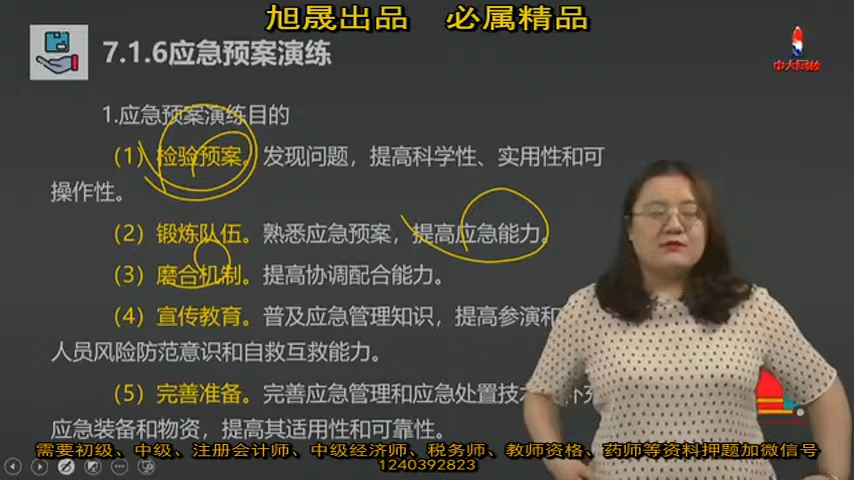 旭晟出品 必属精品
7.1.6应急预案演练
中大网校
1.应急预案演练目的
（1）检验预案。发现问题，提高科学性、实用性和可
操作性。
（2）锻炼队伍。熟悉应急预案，提高应急能力。
（3）磨合机制。提高协调配合能力。
（4）宣传教育。普及应急管理知识，提高参演和
人员风险防范意识和自救互救能力。
（5）完善准备。完善应急管理和应急处置技
应急装备和物资，提高其适用性和可靠性。
需要初级、中级、注册会计师、中级经济师、税务师、教师资格、药师等资料押题加微信号
1240392823